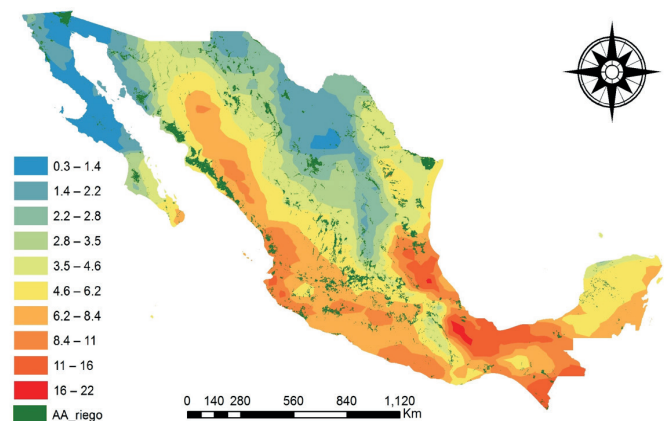 0.3 – 1.4
1.4 – 2.2
2.2 – 2.8
2.8 – 3.5
3.5 – 4.6
4.6 – 6.2
6.2 – 8.4
8.4 – 11
11 – 16
16 – 22
AA_riego
0 140 280 560 840 1,120
Km